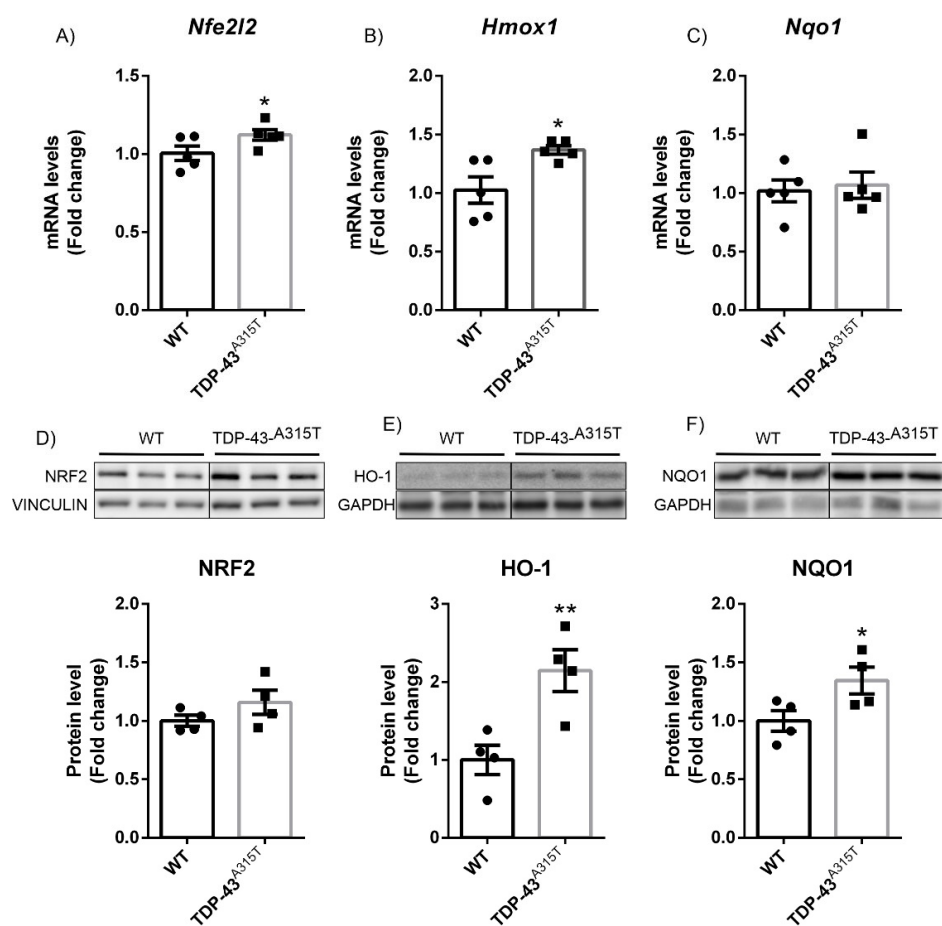 A)
Nfe2l2
mRNA levels
(Fold change)
1.5
*
1.0
0.5
0.0
WT
TDP-43A315T
B)
Hmox1
mRNA levels
(Fold change)
2.0
*
1.5
1.0
0.5
0.0
WT
TDP-43A315T
C)
Nqo1
mRNA levels
(Fold change)
2.0
1.5
1.0
0.5
0.0
WT
TDP-43A315T
D)
WT
TDP-43-A315T
NRF2
VINCULIN
E)
WT
TDP-43-A315T
HO-1
GAPDH
F)
WT
TDP-43-A315T
NQO1
GAPDH
NRF2
Protein level
(Fold change)
2.0
1.5
1.0
0.5
0.0
WT
TDP-43A315T
HO-1
Protein level
(Fold change)
3
**
2
1
0
WT
TDP-43A315T
NQO1
Protein level
(Fold change)
2.0
*
1.5
1.0
0.5
0.0
WT
TDP-43A315T